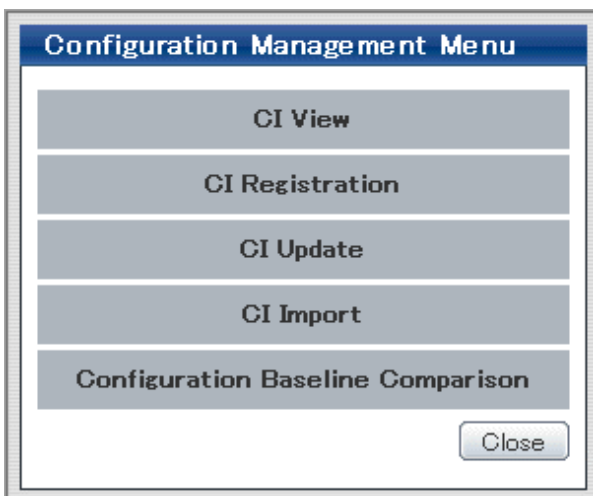 Configuration Management Menu
CI View
CI Registration
CI Update
CI Import
Configuration Baseline Comparison
Close